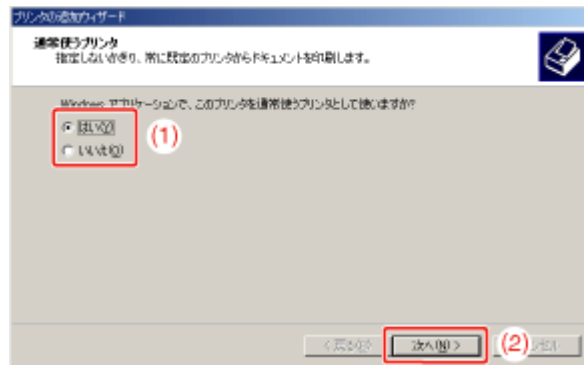 プリンタの追加ウィザード
通常使うプリンタ
指定しないかぎり、常に既定のプリンタからドキュメントを印刷します。
Windows アプリケーションで、このプリンタを通常使うプリンタとして使いますか?
はい(Y)
(1)
いいえ(O)
< 戻る(B)
次へ(N) >
(2)